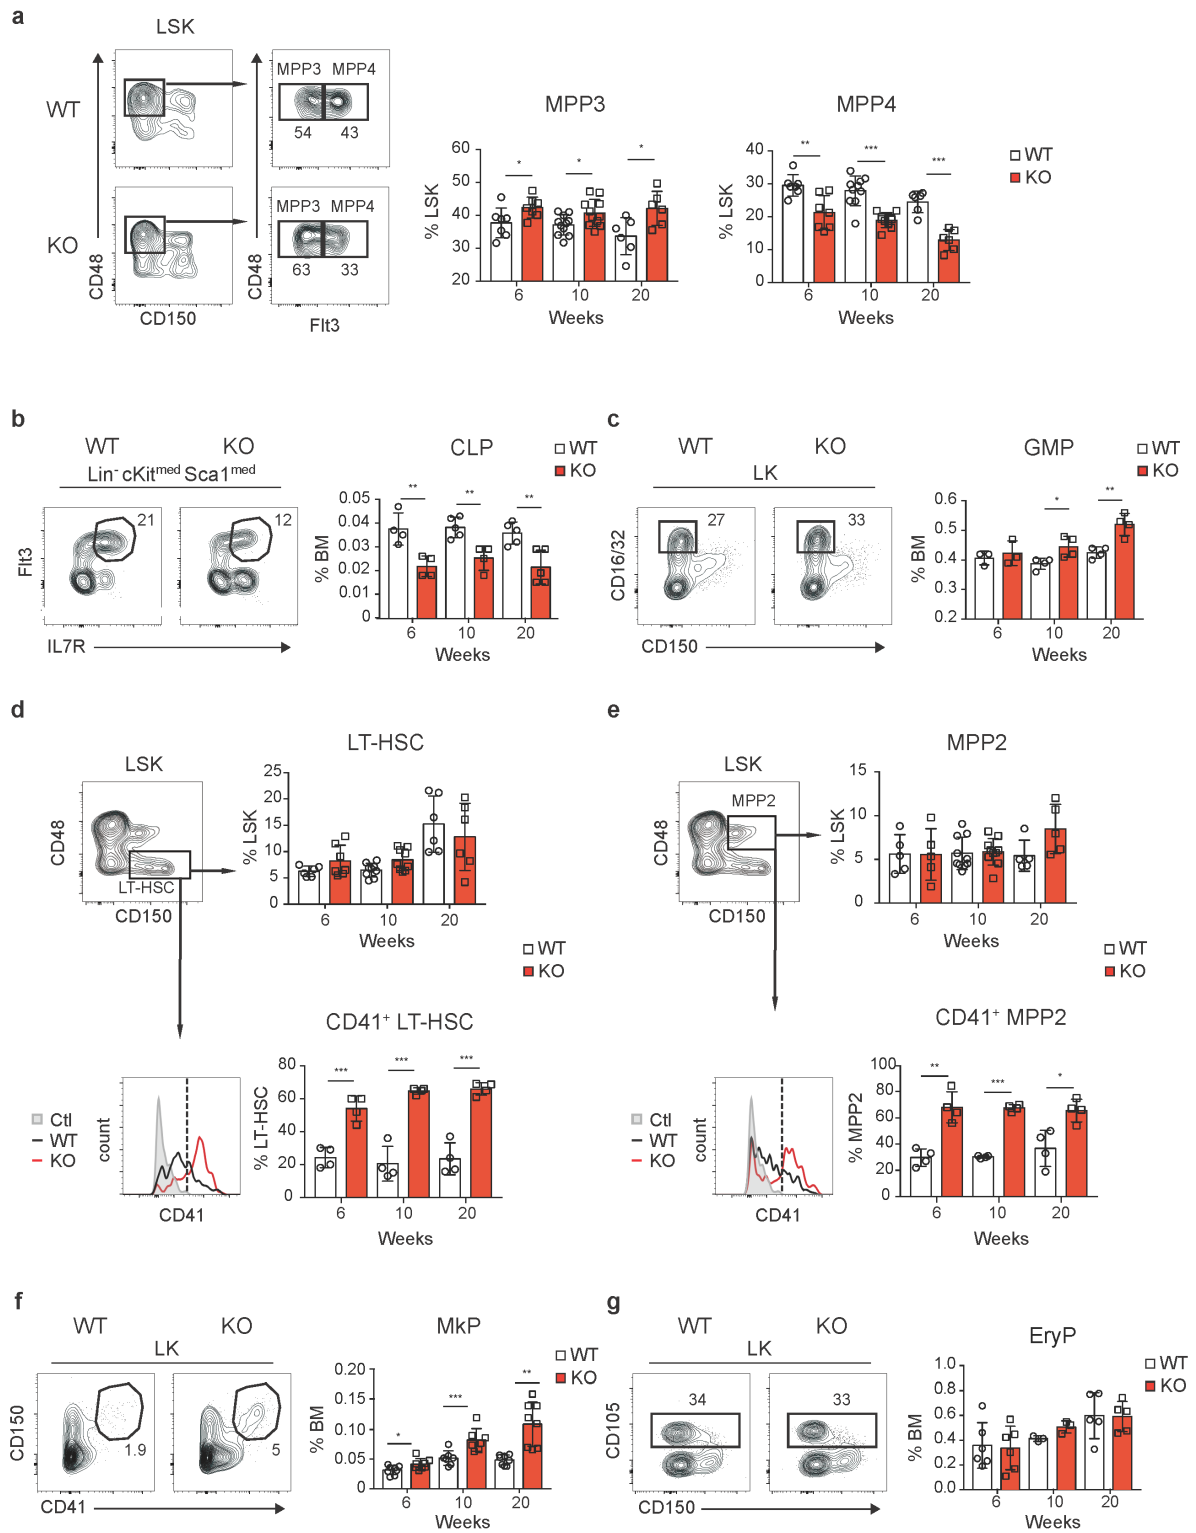 a
LSK
WT
KO
CD48
CD150
MPP3 MPP4
54 43
MPP3 MPP4
63 33
CD48
Flt3
MPP3
% LSK
60
50
40
30
20
* * *
6 10 20
Weeks
MPP4
% LSK
40
30
20
10
0
** *** ***
6 10 20
Weeks
WT
KO
b
WT KO
Lin- cKitmed Sca1med
21 12
Flt3
IL7R
CLP
% BM
0.05
0.04
0.03
0.02
0.01
0
** ** **
6 10 20
Weeks
WT
KO
c
WT KO
LK
27 33
CD16/32
CD150
GMP
% BM
0.6
0.5
0.4
0.3
0.2
* **
6 10 20
Weeks
WT
KO
d
LSK
CD48
LT-HSC
CD150
LT-HSC
% LSK
25
20
15
10
5
0
6 10 20
Weeks
WT
KO
CD41+ LT-HSC
% LT-HSC
80
60
40
20
0
*** *** ***
6 10 20
Weeks
Ctl
WT
KO
count
CD41
e
LSK
MPP2
CD48
CD150
MPP2
% LSK
15
10
5
0
6 10 20
Weeks
WT
KO
CD41+ MPP2
% MPP2
100
80
60
40
20
0
** *** *
6 10 20
Weeks
Ctl
WT
KO
count
CD41
f
WT KO
LK
1.9 5
CD150
CD41
MkP
% BM
0.20
0.15
0.10
0.05
0
* *** **
6 10 20
Weeks
WT
KO
g
WT KO
LK
34 33
CD105
CD150
EryP
% BM
1.0
0.8
0.6
0.4
0.2
0.0
6 10 20
Weeks
WT
KO